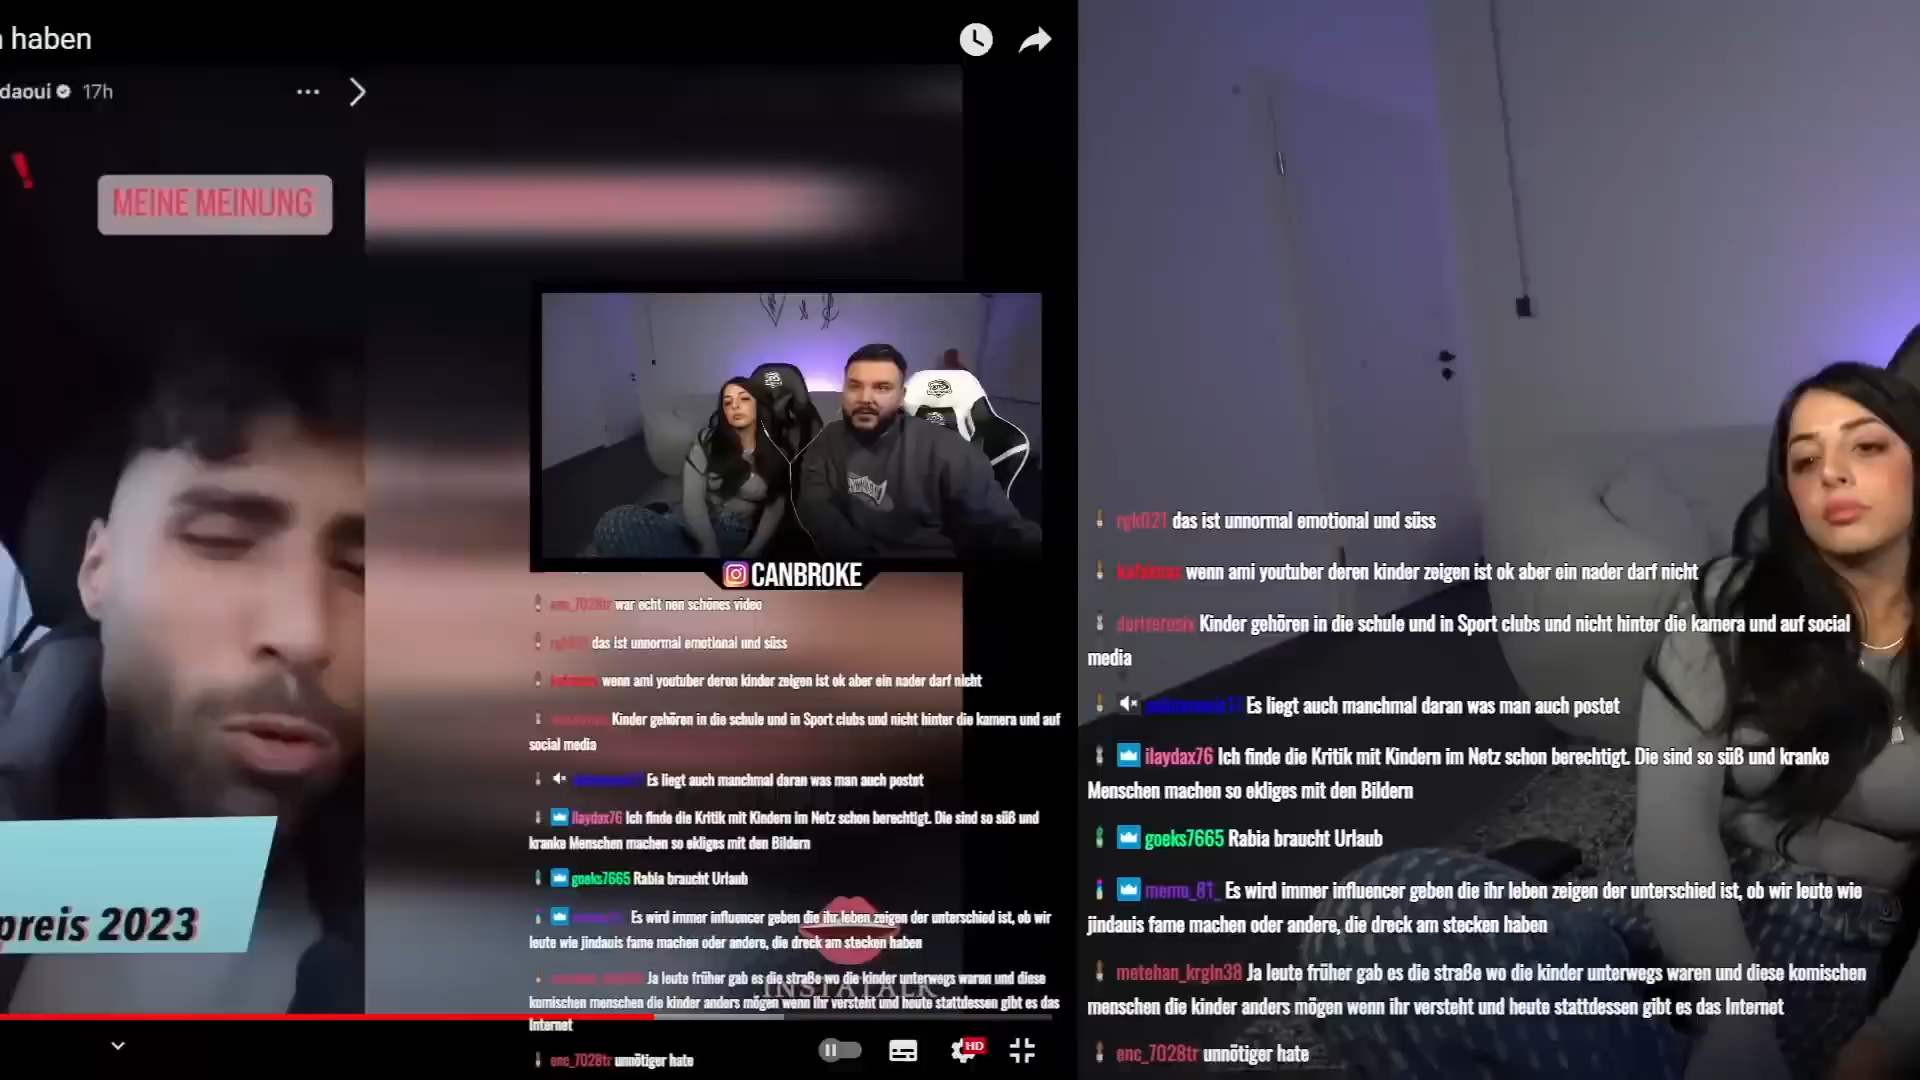 haben
daoui 17h
MEINE MEINUNG
preis 2023
CANBROKE
enc_7028tr war echt nen schönes video
das ist unnormal emotional und süss
wenn ami youtuber deren kinder zeigen ist ok aber ein nader darf nicht
Kinder gehören in die schule und in Sport clubs und nicht hinter die kamera und auf
social media
Es liegt auch manchmal daran was man auch postet
ilaydax76 Ich finde die Kritik mit Kindern im Netz schon berechtigt. Die sind so süß und
kranke Menschen machen so ekliges mit den Bildern
goeks7665 Rabia braucht Urlaub
Es wird immer influencer geben die ihr leben zeigen der unterschied ist, ob wir
leute wie jindauis fame machen oder andere, die dreck am stecken haben
Ja leute früher gab es die straße wo die kinder unterwegs waren und diese
komischen menschen die kinder anders mögen wenn ihr versteht und heute stattdessen gibt es das
Internet
enc_7028tr unnötiger hate
INSTATALK
HD
rgk021 das ist unnormal emotional und süss
wenn ami youtuber deren kinder zeigen ist ok aber ein nader darf nicht
Kinder gehören in die schule und in Sport clubs und nicht hinter die kamera und auf social
media
Es liegt auch manchmal daran was man auch postet
ilaydax76 Ich finde die Kritik mit Kindern im Netz schon berechtigt. Die sind so süß und kranke
Menschen machen so ekliges mit den Bildern
goeks7665 Rabia braucht Urlaub
memo_61_ Es wird immer influencer geben die ihr leben zeigen der unterschied ist, ob wir leute wie
jindauis fame machen oder andere, die dreck am stecken haben
metehan_krgln38 Ja leute früher gab es die straße wo die kinder unterwegs waren und diese komischen
menschen die kinder anders mögen wenn ihr versteht und heute stattdessen gibt es das Internet
enc_7028tr unnötiger hate